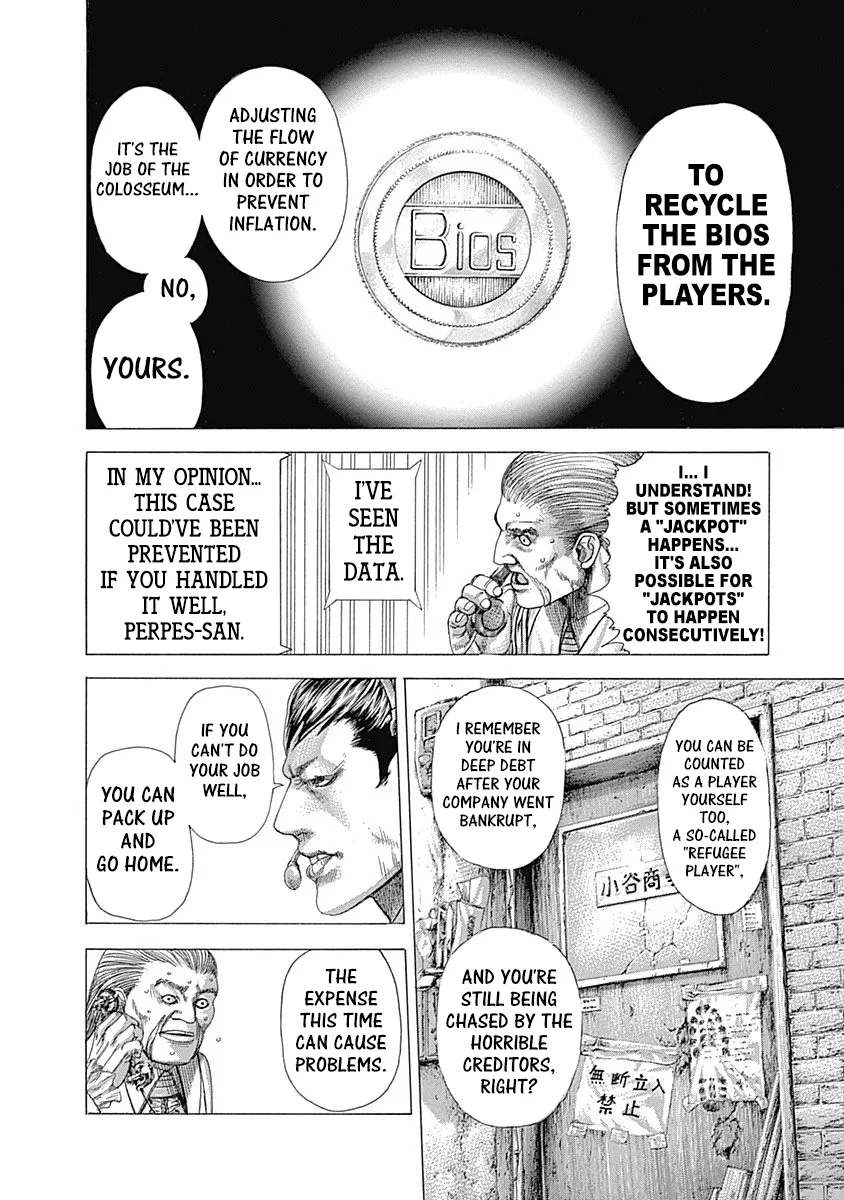 TO
RECYCLE
THE BIOS
FROM THE
PLAYERS.
Bios
ADJUSTING
THE FLOW
OF CURRENCY
IN ORDER TO
PREVENT
INFLATION.
IT'S THE
JOB OF THE
COLOSSEUM...
NO,
YOURS.
I... I
UNDERSTAND!
BUT SOMETIMES
A "JACKPOT"
HAPPENS...
IT'S ALSO
POSSIBLE FOR
"JACKPOTS"
TO HAPPEN
CONSECUTIVELY!
I'VE
SEEN
THE
DATA.
IN MY OPINION...
THIS CASE
COULD'VE BEEN
PREVENTED
IF YOU HANDLED
IT WELL,
PERPES-SAN.
YOU CAN BE
COUNTED
AS A PLAYER
YOURSELF
TOO,
A SO-CALLED
"REFUGEE
PLAYER",
I REMEMBER
YOU'RE IN
DEEP DEBT
AFTER YOUR
COMPANY WENT
BANKRUPT,
小谷商事
AND YOU'RE
STILL BEING
CHASED BY THE
HORRIBLE
CREDITORS,
RIGHT?
無断立入
禁止
IF YOU
CAN'T DO
YOUR JOB
WELL,
YOU CAN
PACK UP
AND
GO HOME.
THE
EXPENSE
THIS TIME
CAN CAUSE
PROBLEMS.